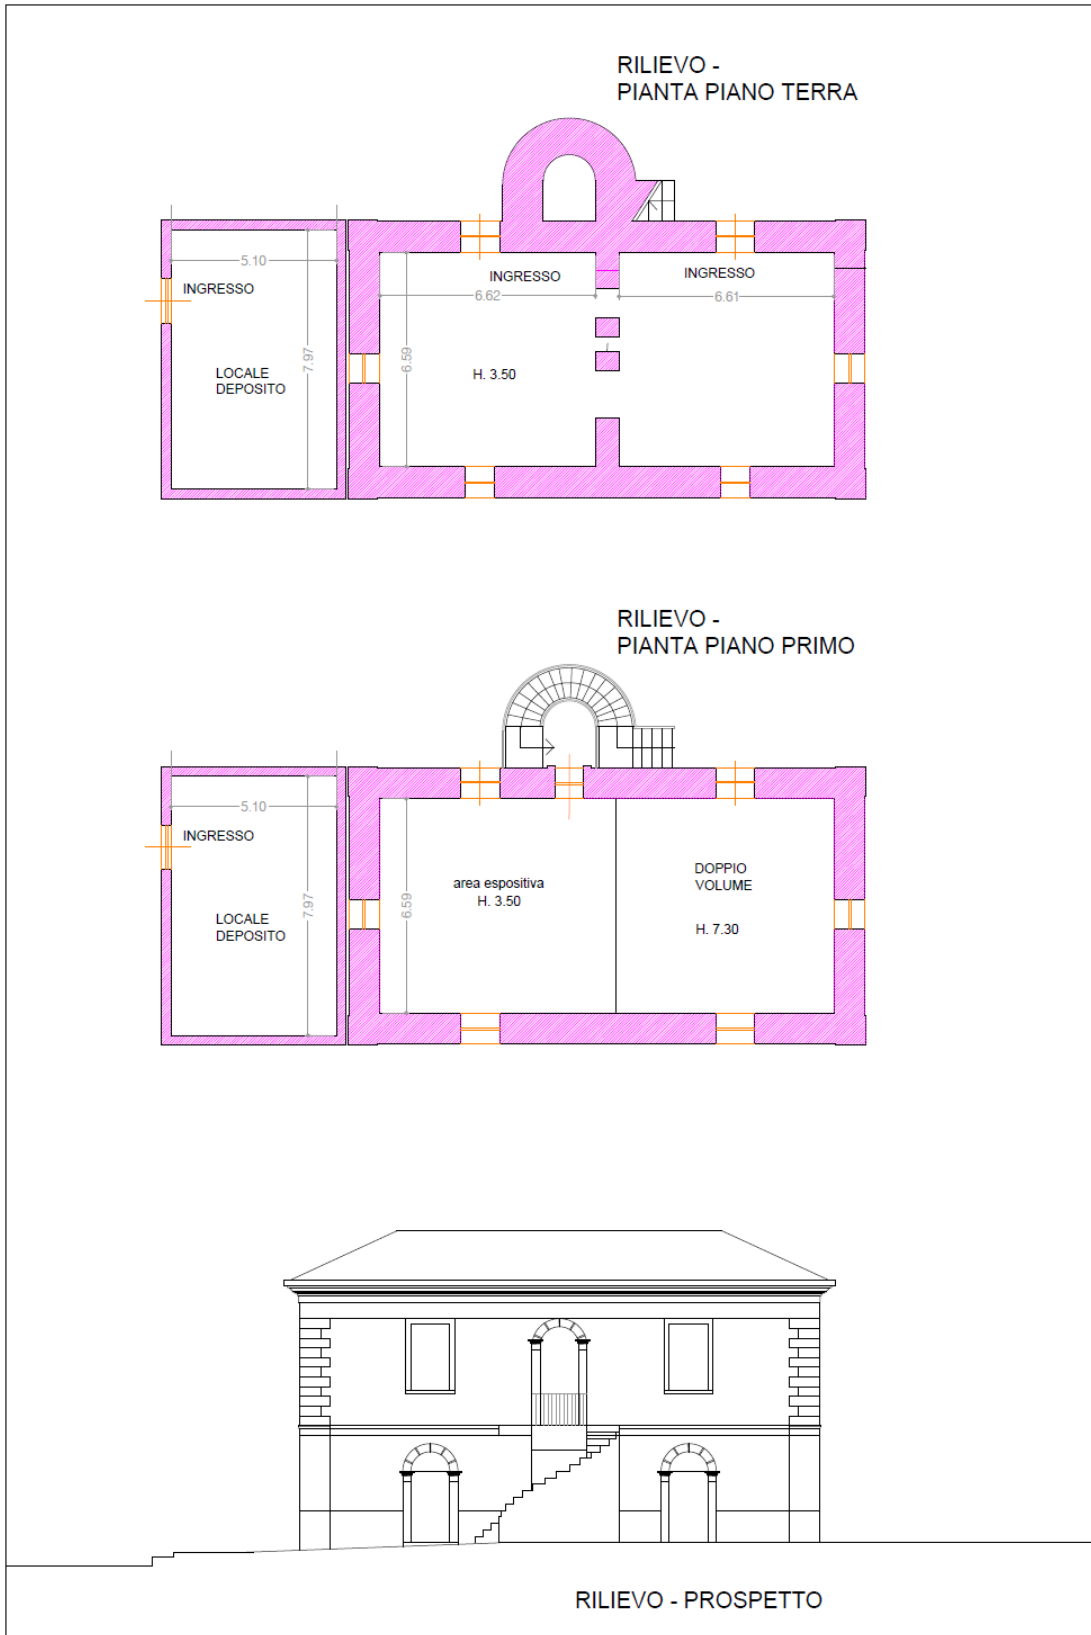 RILIEVO -
PIANTA PIANO TERRA
5.10
INGRESSO
INGRESSO
INGRESSO
6.62
6.61
7.97
6.59
LOCALE
DEPOSITO
H. 3.50
RILIEVO -
PIANTA PIANO PRIMO
5.10
INGRESSO
7.97
6.59
LOCALE
DEPOSITO
area espositiva
H. 3.50
DOPPIO
VOLUME
H. 7.30
RILIEVO - PROSPETTO